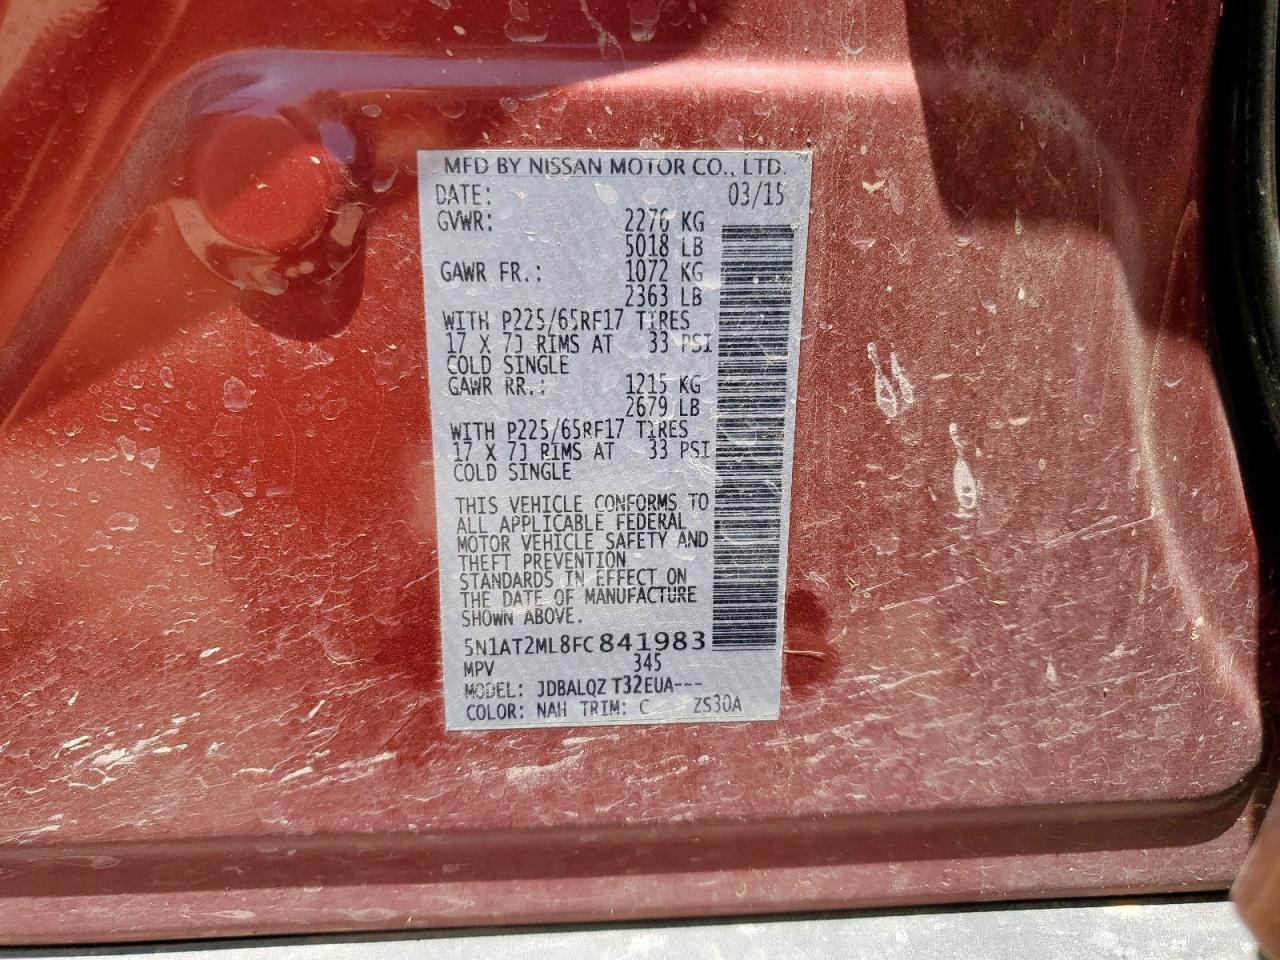 MFD BY NISSAN MOTOR CO., LTD.
DATE: 03/15
GVWR: 2276 KG
5018 LB
GAWR FR.: 1072 KG
2363 LB
WITH P225/65RF17 TIRES
17 X 7J RIMS AT 33 PSI
COLD SINGLE
GAWR RR.: 1215 KG
2679 LB
WITH P225/65RF17 TIRES
17 X 7J RIMS AT 33 PSI
COLD SINGLE
THIS VEHICLE CONFORMS TO
ALL APPLICABLE FEDERAL
MOTOR VEHICLE SAFETY AND
THEFT PREVENTION
STANDARDS IN EFFECT ON
THE DATE OF MANUFACTURE
SHOWN ABOVE.
5N1AT2ML8FC841983
MPV 345
MODEL: JDBALQZ T32EUA---
COLOR: NAH TRIM: C ZS30A